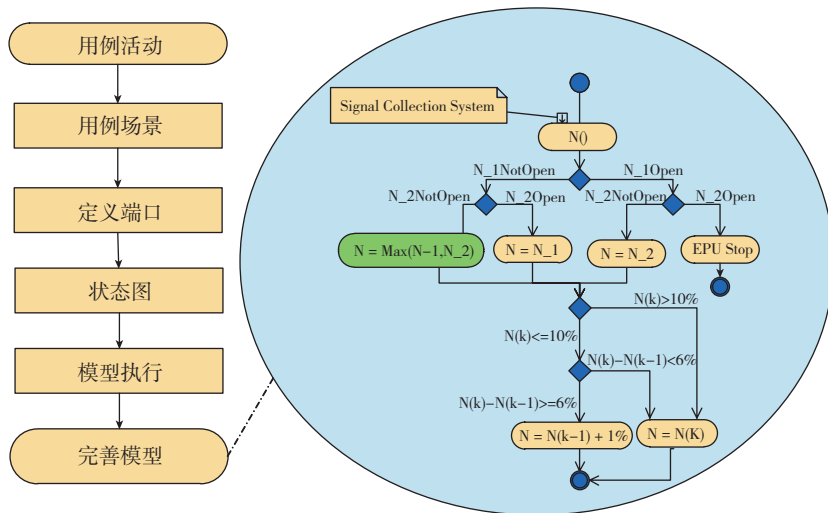 用例活动
用例场景
定义端口
状态图
模型执行
完善模型
Signal Collection System
N()
N_1NotOpen
N_1Open
N_2NotOpen
N_2Open
N_2NotOpen
N_2Open
N = Max(N-1,N_2)
N = N_1
N = N_2
EPU Stop
N(k)>10%
N(k)<=10%
N(k)-N(k-1)<6%
N(k)-N(k-1)>=6%
N = N(k-1) + 1%
N = N(K)